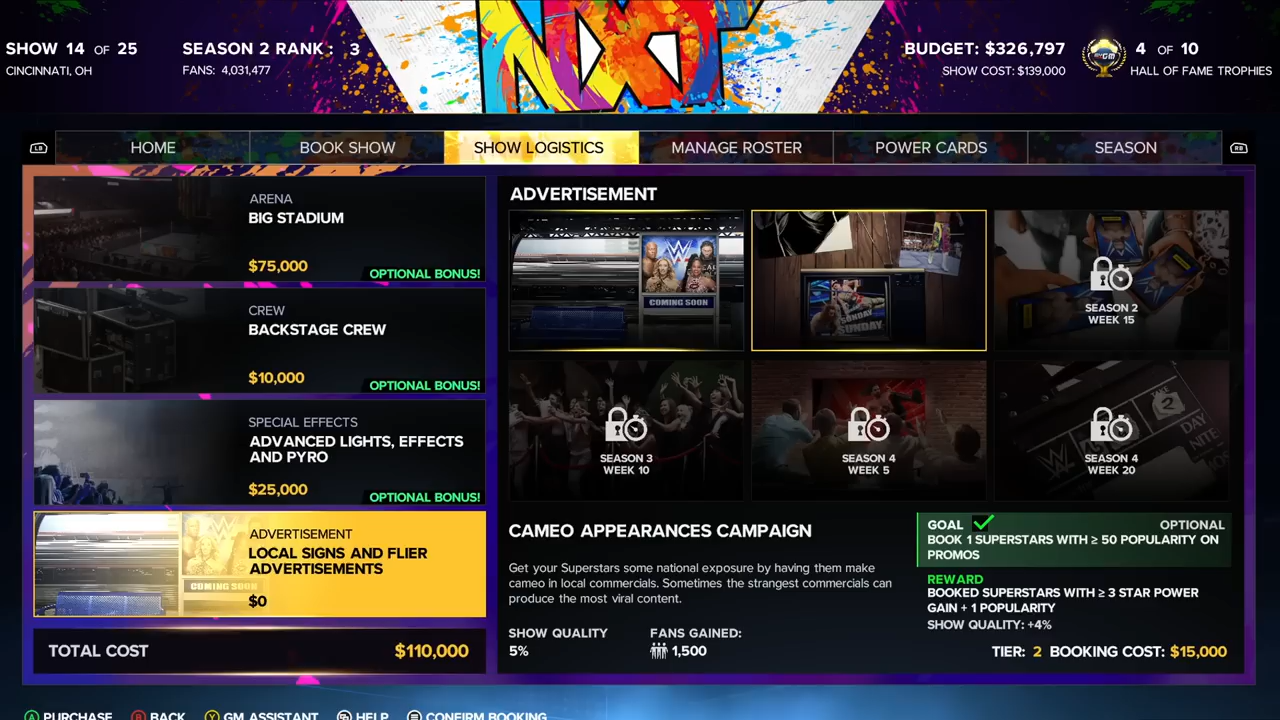 NXT
SHOW 14 OF 25
CINCINNATI, OH
SEASON 2 RANK : 3
FANS: 4,031,477
BUDGET: $326,797
SHOW COST: $139,000
4 OF 10
HALL OF FAME TROPHIES
LB
HOME
BOOK SHOW
SHOW LOGISTICS
MANAGE ROSTER
POWER CARDS
SEASON
RB
ARENA
BIG STADIUM
$75,000
OPTIONAL BONUS!
CREW
BACKSTAGE CREW
$10,000
OPTIONAL BONUS!
SPECIAL EFFECTS
ADVANCED LIGHTS, EFFECTS
AND PYRO
$25,000
OPTIONAL BONUS!
ADVERTISEMENT
LOCAL SIGNS AND FLIER
ADVERTISEMENTS
COMING SOON
$0
TOTAL COST $110,000
ADVERTISEMENT
COMING SOON
SUNDAY
SUNDAY
SEASON 2
WEEK 15
SEASON 3
WEEK 10
SEASON 4
WEEK 5
SEASON 4
WEEK 20
CAMEO APPEARANCES CAMPAIGN
Get your Superstars some national exposure by having them make
cameo in local commercials. Sometimes the strangest commercials can
produce the most viral content.
SHOW QUALITY
5%
FANS GAINED:
1,500
GOAL OPTIONAL
BOOK 1 SUPERSTARS WITH ≥ 50 POPULARITY ON
PROMOS
REWARD
BOOKED SUPERSTARS WITH ≥ 3 STAR POWER
GAIN + 1 POPULARITY
SHOW QUALITY: +4%
TIER: 2 BOOKING COST: $15,000
A PURCHASE
B BACK
Y GM ASSISTANT
HELP
CONFIRM BOOKING